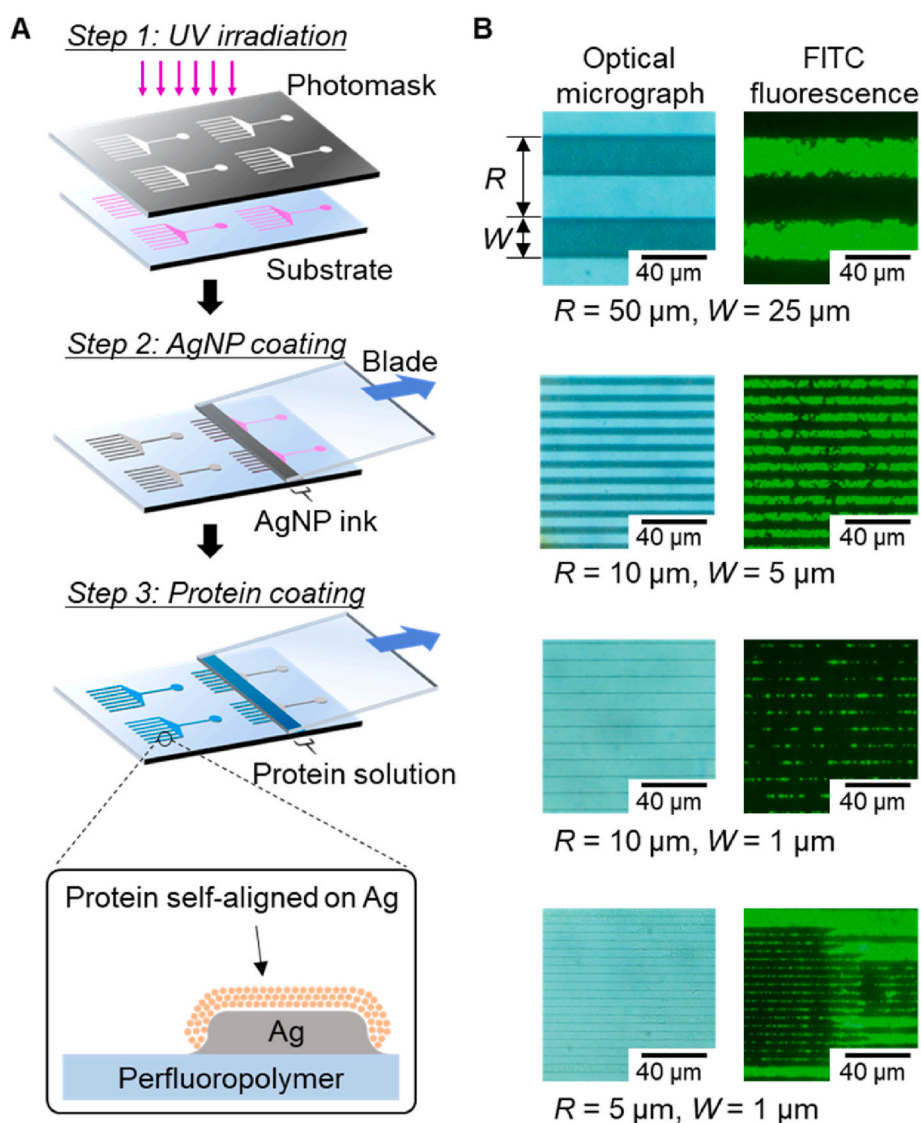 A
Step 1: UV irradiation
Photomask
Substrate
Step 2: AgNP coating
Blade
AgNP ink
Step 3: Protein coating
Protein solution
Protein self-aligned on Ag
Ag
Perfluoropolymer
B
Optical
micrograph
FITC
fluorescence
R
W
40 µm
40 µm
R = 50 µm, W = 25 µm
40 µm
40 µm
R = 10 µm, W = 5 µm
40 µm
40 µm
R = 10 µm, W = 1 µm
40 µm
40 µm
R = 5 µm, W = 1 µm